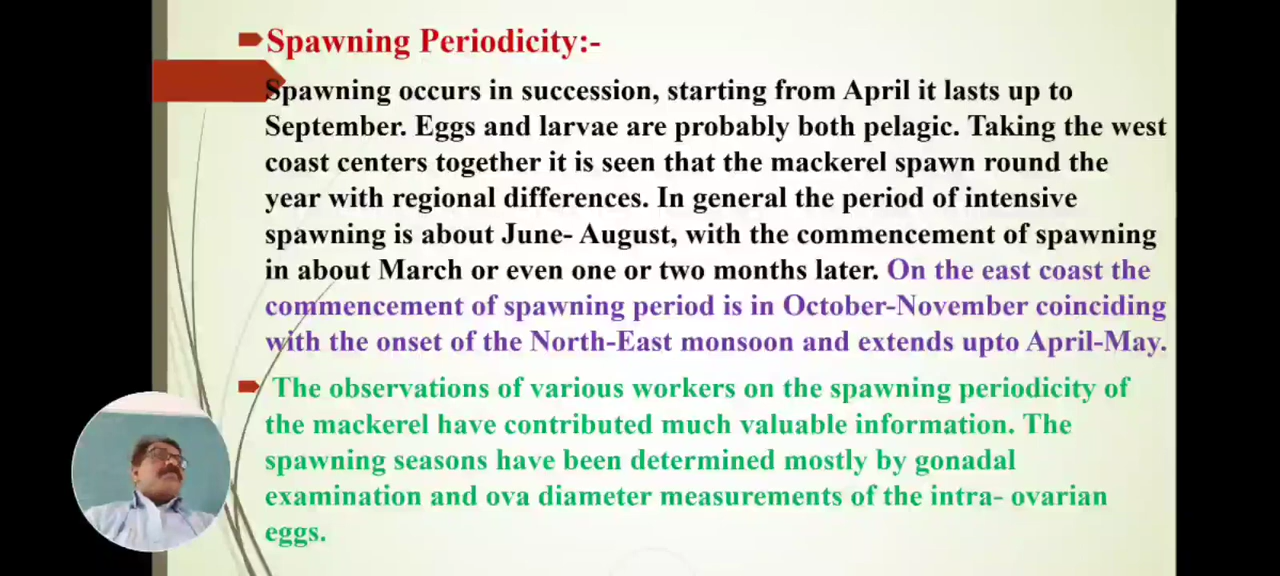 Spawning Periodicity:-
Spawning occurs in succession, starting from April it lasts up to
September. Eggs and larvae are probably both pelagic. Taking the west
coast centers together it is seen that the mackerel spawn round the
year with regional differences. In general the period of intensive
spawning is about June- August, with the commencement of spawning
in about March or even one or two months later. On the east coast the
commencement of spawning period is in October-November coinciding
with the onset of the North-East monsoon and extends upto April-May.
The observations of various workers on the spawning periodicity of
the mackerel have contributed much valuable information. The
spawning seasons have been determined mostly by gonadal
examination and ova diameter measurements of the intra- ovarian
eggs.